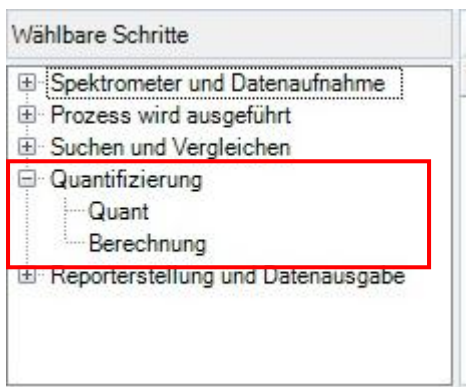 Wählbare Schritte
Spektrometer und Datenaufnahme
Prozess wird ausgeführt
Suchen und Vergleichen
Quantifizierung
Quant
Berechnung
Reporterstellung und Datenausgabe